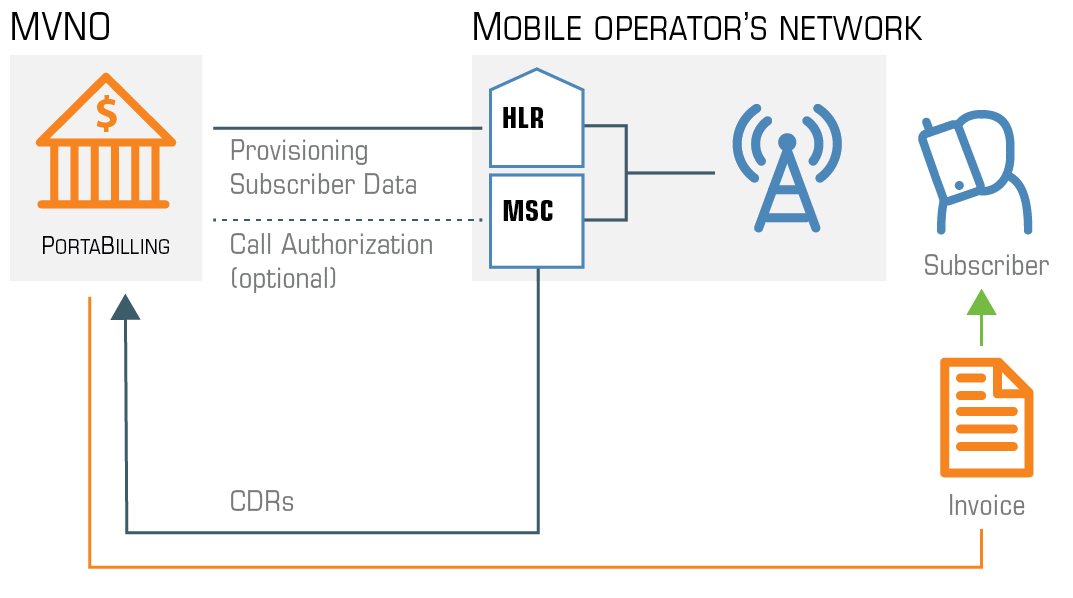 MVNO
MOBILE OPERATOR'S NETWORK
$
HLR
Provisioning
Subscriber Data
MSC
PORTABILLING
Call Authorization
(optional)
Subscriber
CDRs
Invoice